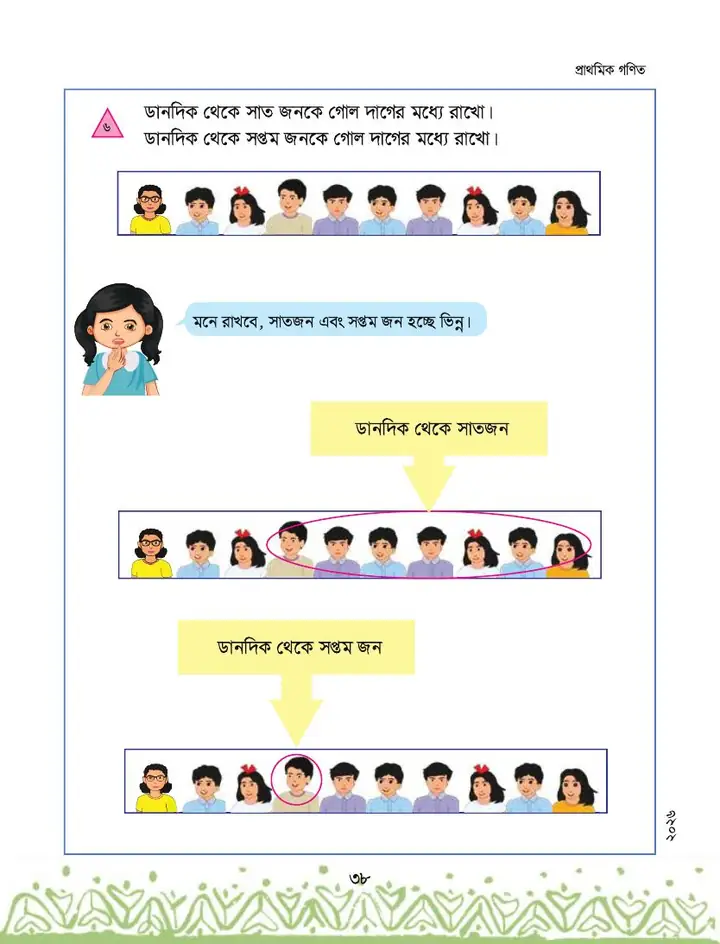 প্রাথমিক গণিত
৬
ডানদিক থেকে সাত জনকে গোল দাগের মধ্যে রাখো।
ডানদিক থেকে সপ্তম জনকে গোল দাগের মধ্যে রাখো।
মনে রাখবে, সাতজন এবং সপ্তম জন হচ্ছে ভিন্ন।
ডানদিক থেকে সাতজন
ডানদিক থেকে সপ্তম জন
২০২৬
৩৮